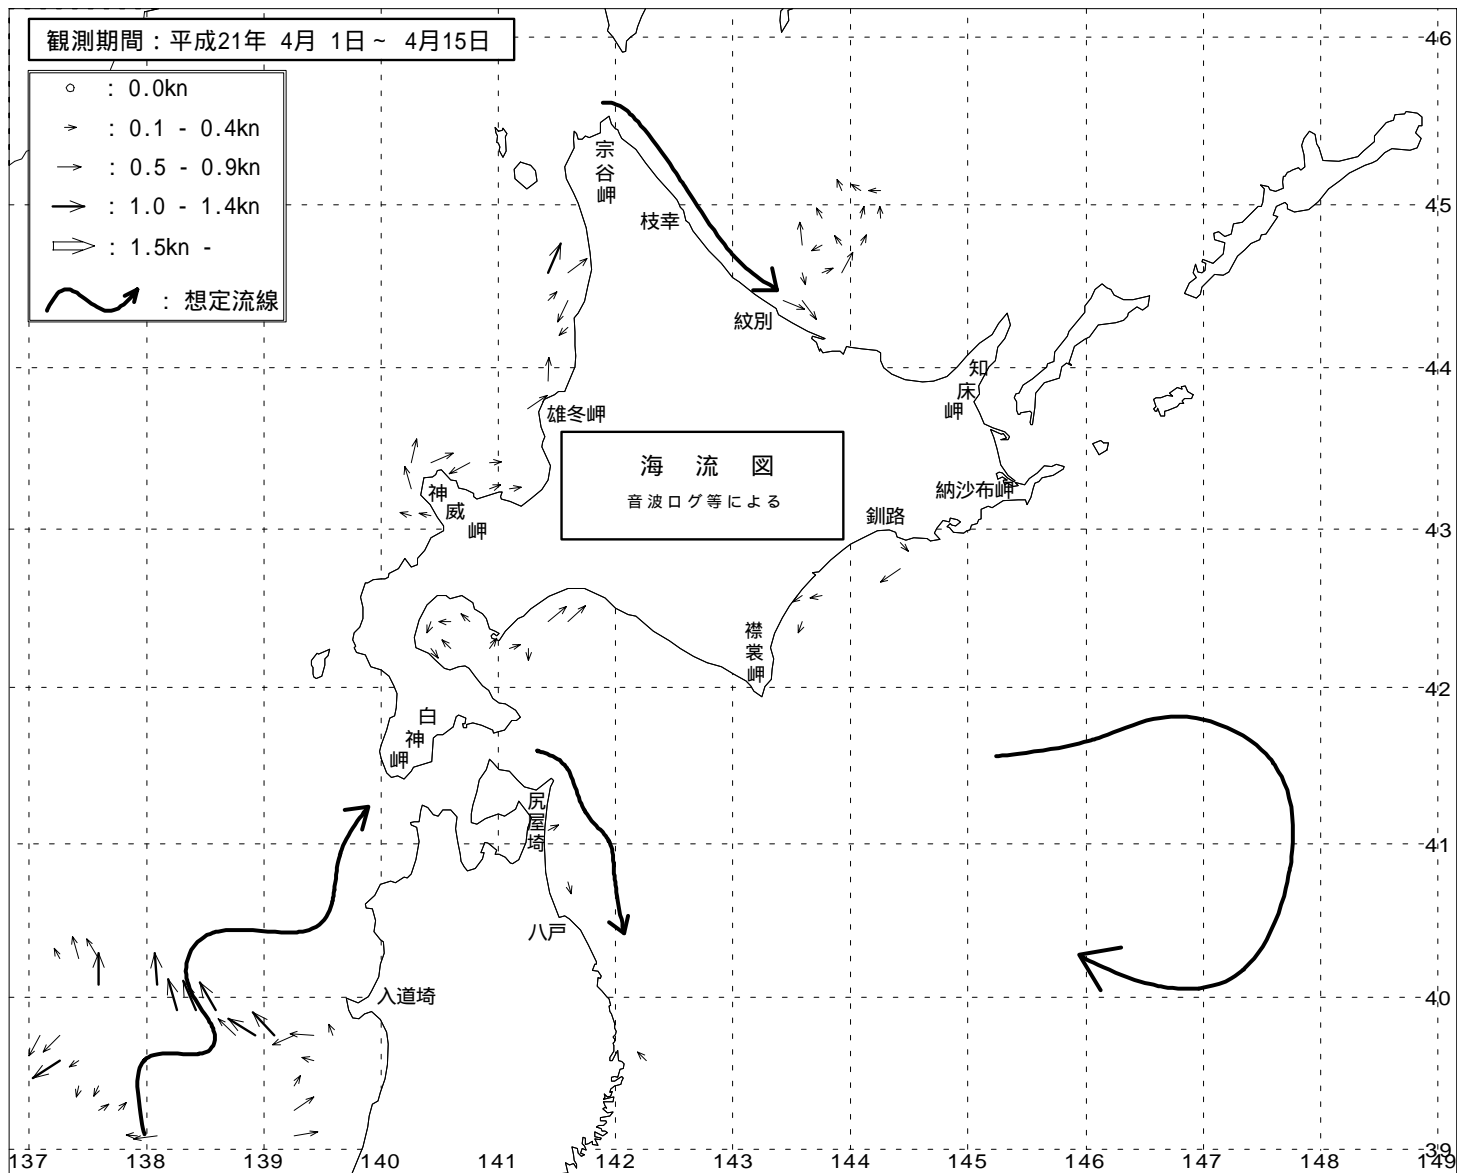 観測期間：平成21年 4月 1日～ 4月15日
：0.0kn
：0.1 - 0.4kn
：0.5 - 0.9kn
：1.0 - 1.4kn
：1.5kn -
：想定流線
46
宗谷岬
45
枝幸
紋別
44
知床岬
雄冬岬
海流図
音波ログ等による
神威岬
納沙布岬
釧路
43
襟裳岬
42
白神岬
尻屋埼
41
八戸
入道埼
40
39
137 138 139 140 141 142 143 144 145 146 147 148 149